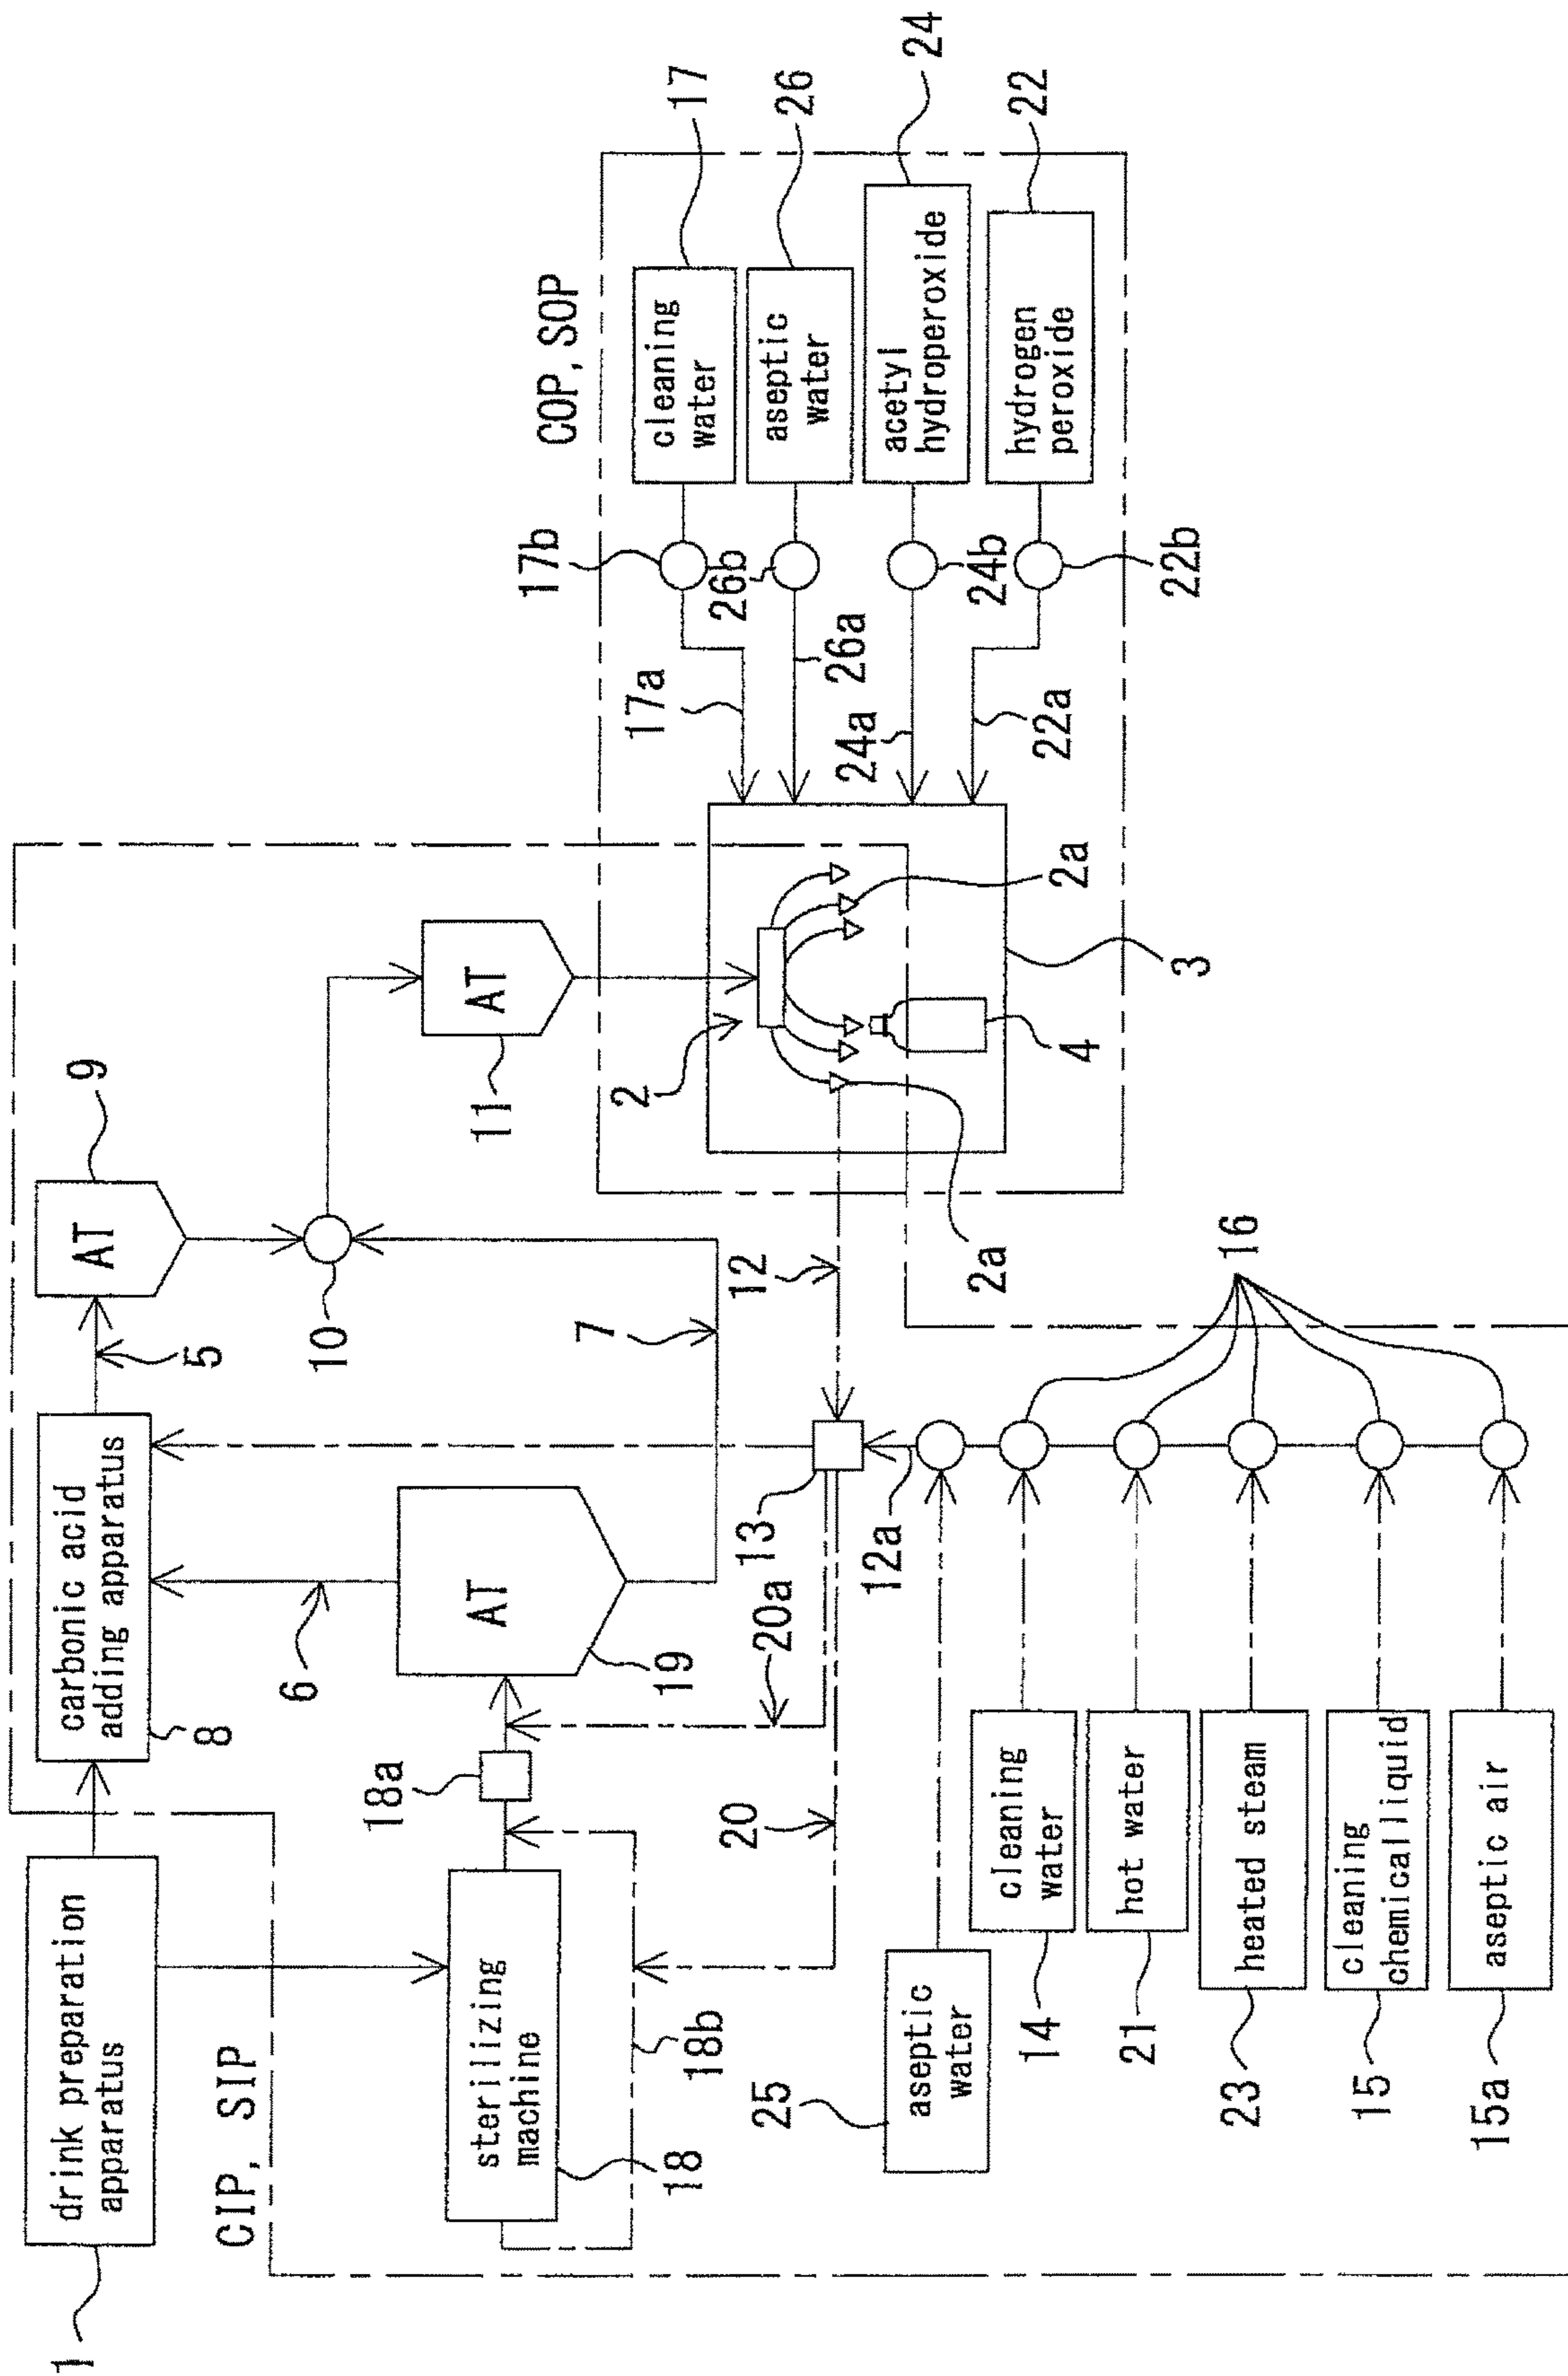 1
drink preparation
apparatus
CIP, SIP
8
carbonic acid
adding apparatus
5
9
AT
6
10
7
11
AT
18
sterilizing
machine
18a
18b
19
AT
20a
20
13
12
12a
2
2a
2a
3
4
COP, SOP
17a
17b
cleaning
water
17
26a
26b
aseptic
water
26
24a
24b
acetyl
hydroperoxide
24
22a
22b
hydrogen
peroxide
22
25
aseptic
water
14
cleaning
water
21
hot water
23
heated steam
15
cleaning
chemical liquid
15a
aseptic air
16